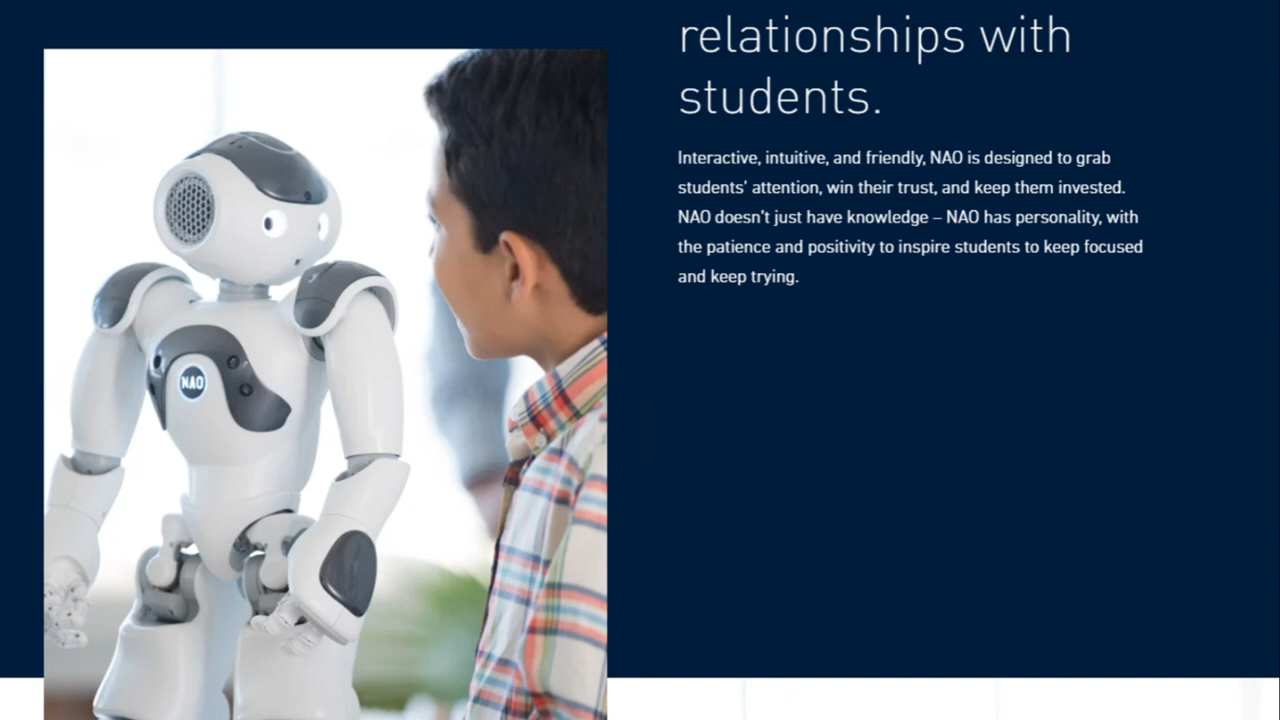 relationships with
students.
Interactive, intuitive, and friendly, NAO is designed to grab
students' attention, win their trust, and keep them invested.
NAO doesn't just have knowledge – NAO has personality, with
the patience and positivity to inspire students to keep focused
and keep trying.
NAO